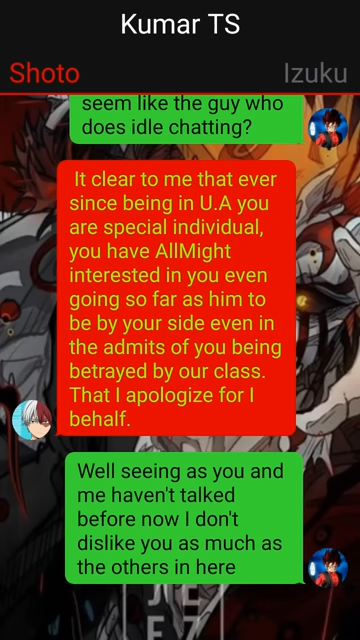 Kumar TS
Shoto Izuku
seem like the guy who
does idle chatting?
It clear to me that ever
since being in U.A you
are special individual,
you have AllMight
interested in you even
going so far as him to
be by your side even in
the admits of you being
betrayed by our class.
That I apologize for I
behalf.
Well seeing as you and
me haven't talked
before now I don't
dislike you as much as
the others in here